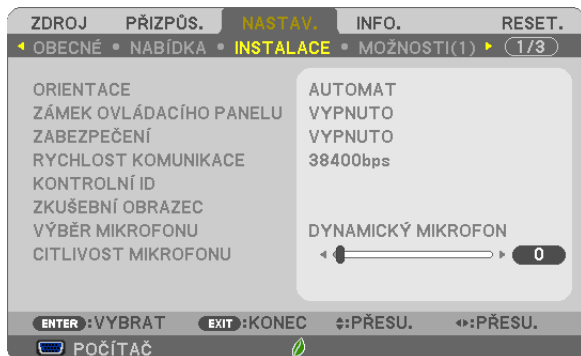 ZDROJ PŘIZPŮS. NASTAV. INFO. RESET.
OBECNÉ • NABÍDKA • INSTALACE • MOŽNOSTI(1) 1/3
ORIENTACE AUTOMAT
ZÁMEK OVLÁDACÍHO PANELU VYPNUTO
ZABEZPEČENÍ VYPNUTO
RYCHLOST KOMUNIKACE 38400bps
KONTROLNÍ ID
ZKUŠEBNÍ OBRAZEC
VÝBĚR MIKROFONU DYNAMICKÝ MIKROFON
CITLIVOST MIKROFONU 0
ENTER:VYBRAT EXIT:KONEC :PŘESU. :PŘESU.
POČÍTAČ